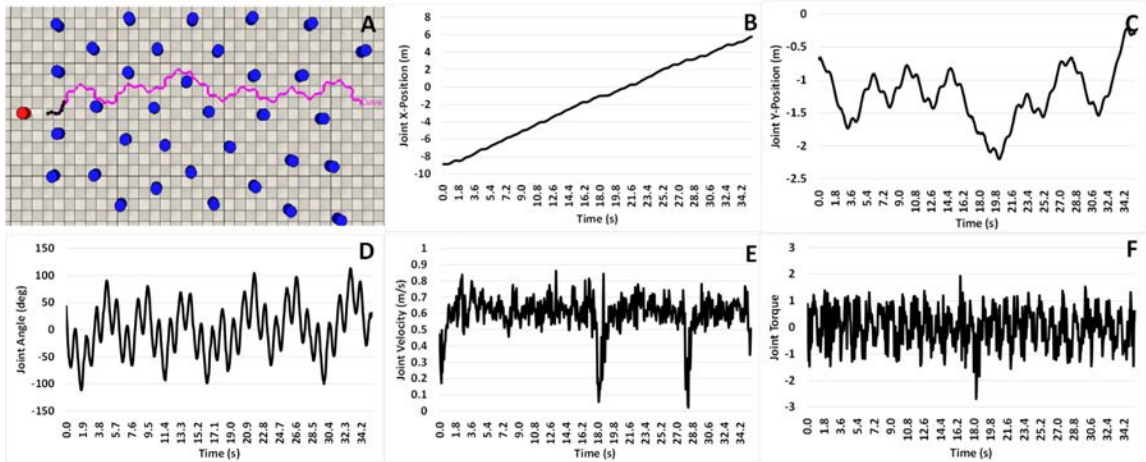 A
Curve
B
Joint X-Position (m)
8
6
4
2
0
-2
-4
-6
-8
-10
0.0 1.8 3.6 5.4 7.2 9.0 10.8 12.6 14.4 16.2 18.0 19.8 21.6 23.4 25.2 27.0 28.8 30.6 32.4 34.2
Time (s)
C
Joint Y-Position (m)
0
-0.5
-1
-1.5
-2
-2.5
0.0 1.8 3.6 5.4 7.2 9.0 10.8 12.6 14.4 16.2 18.0 19.8 21.6 23.4 25.2 27.0 28.8 30.6 32.4 34.2
Time (s)
D
Joint Angle (deg)
150
100
50
0
-50
-100
-150
0.0 1.9 3.8 5.7 7.6 9.5 11.4 13.3 15.2 17.1 19.0 20.9 22.8 24.7 26.6 28.5 30.4 32.3 34.2
Time (s)
E
Joint Velocity (m/s)
1
0.9
0.8
0.7
0.6
0.5
0.4
0.3
0.2
0.1
0
0.0 1.8 3.6 5.4 7.2 9.0 10.8 12.6 14.4 16.2 18.0 19.8 21.6 23.4 25.2 27.0 28.8 30.6 32.4 34.2
Time (s)
F
Joint Torque
3
2
1
0
-1
-2
-3
0.0 1.8 3.6 5.4 7.2 9.0 10.8 12.6 14.4 16.2 18.0 19.8 21.6 23.4 25.2 27.0 28.8 30.6 32.4 34.2
Time (s)